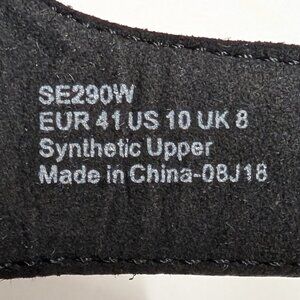 SE290W
EUR 41 US 10 UK 8
Synthetic Upper
Made in China-08J18